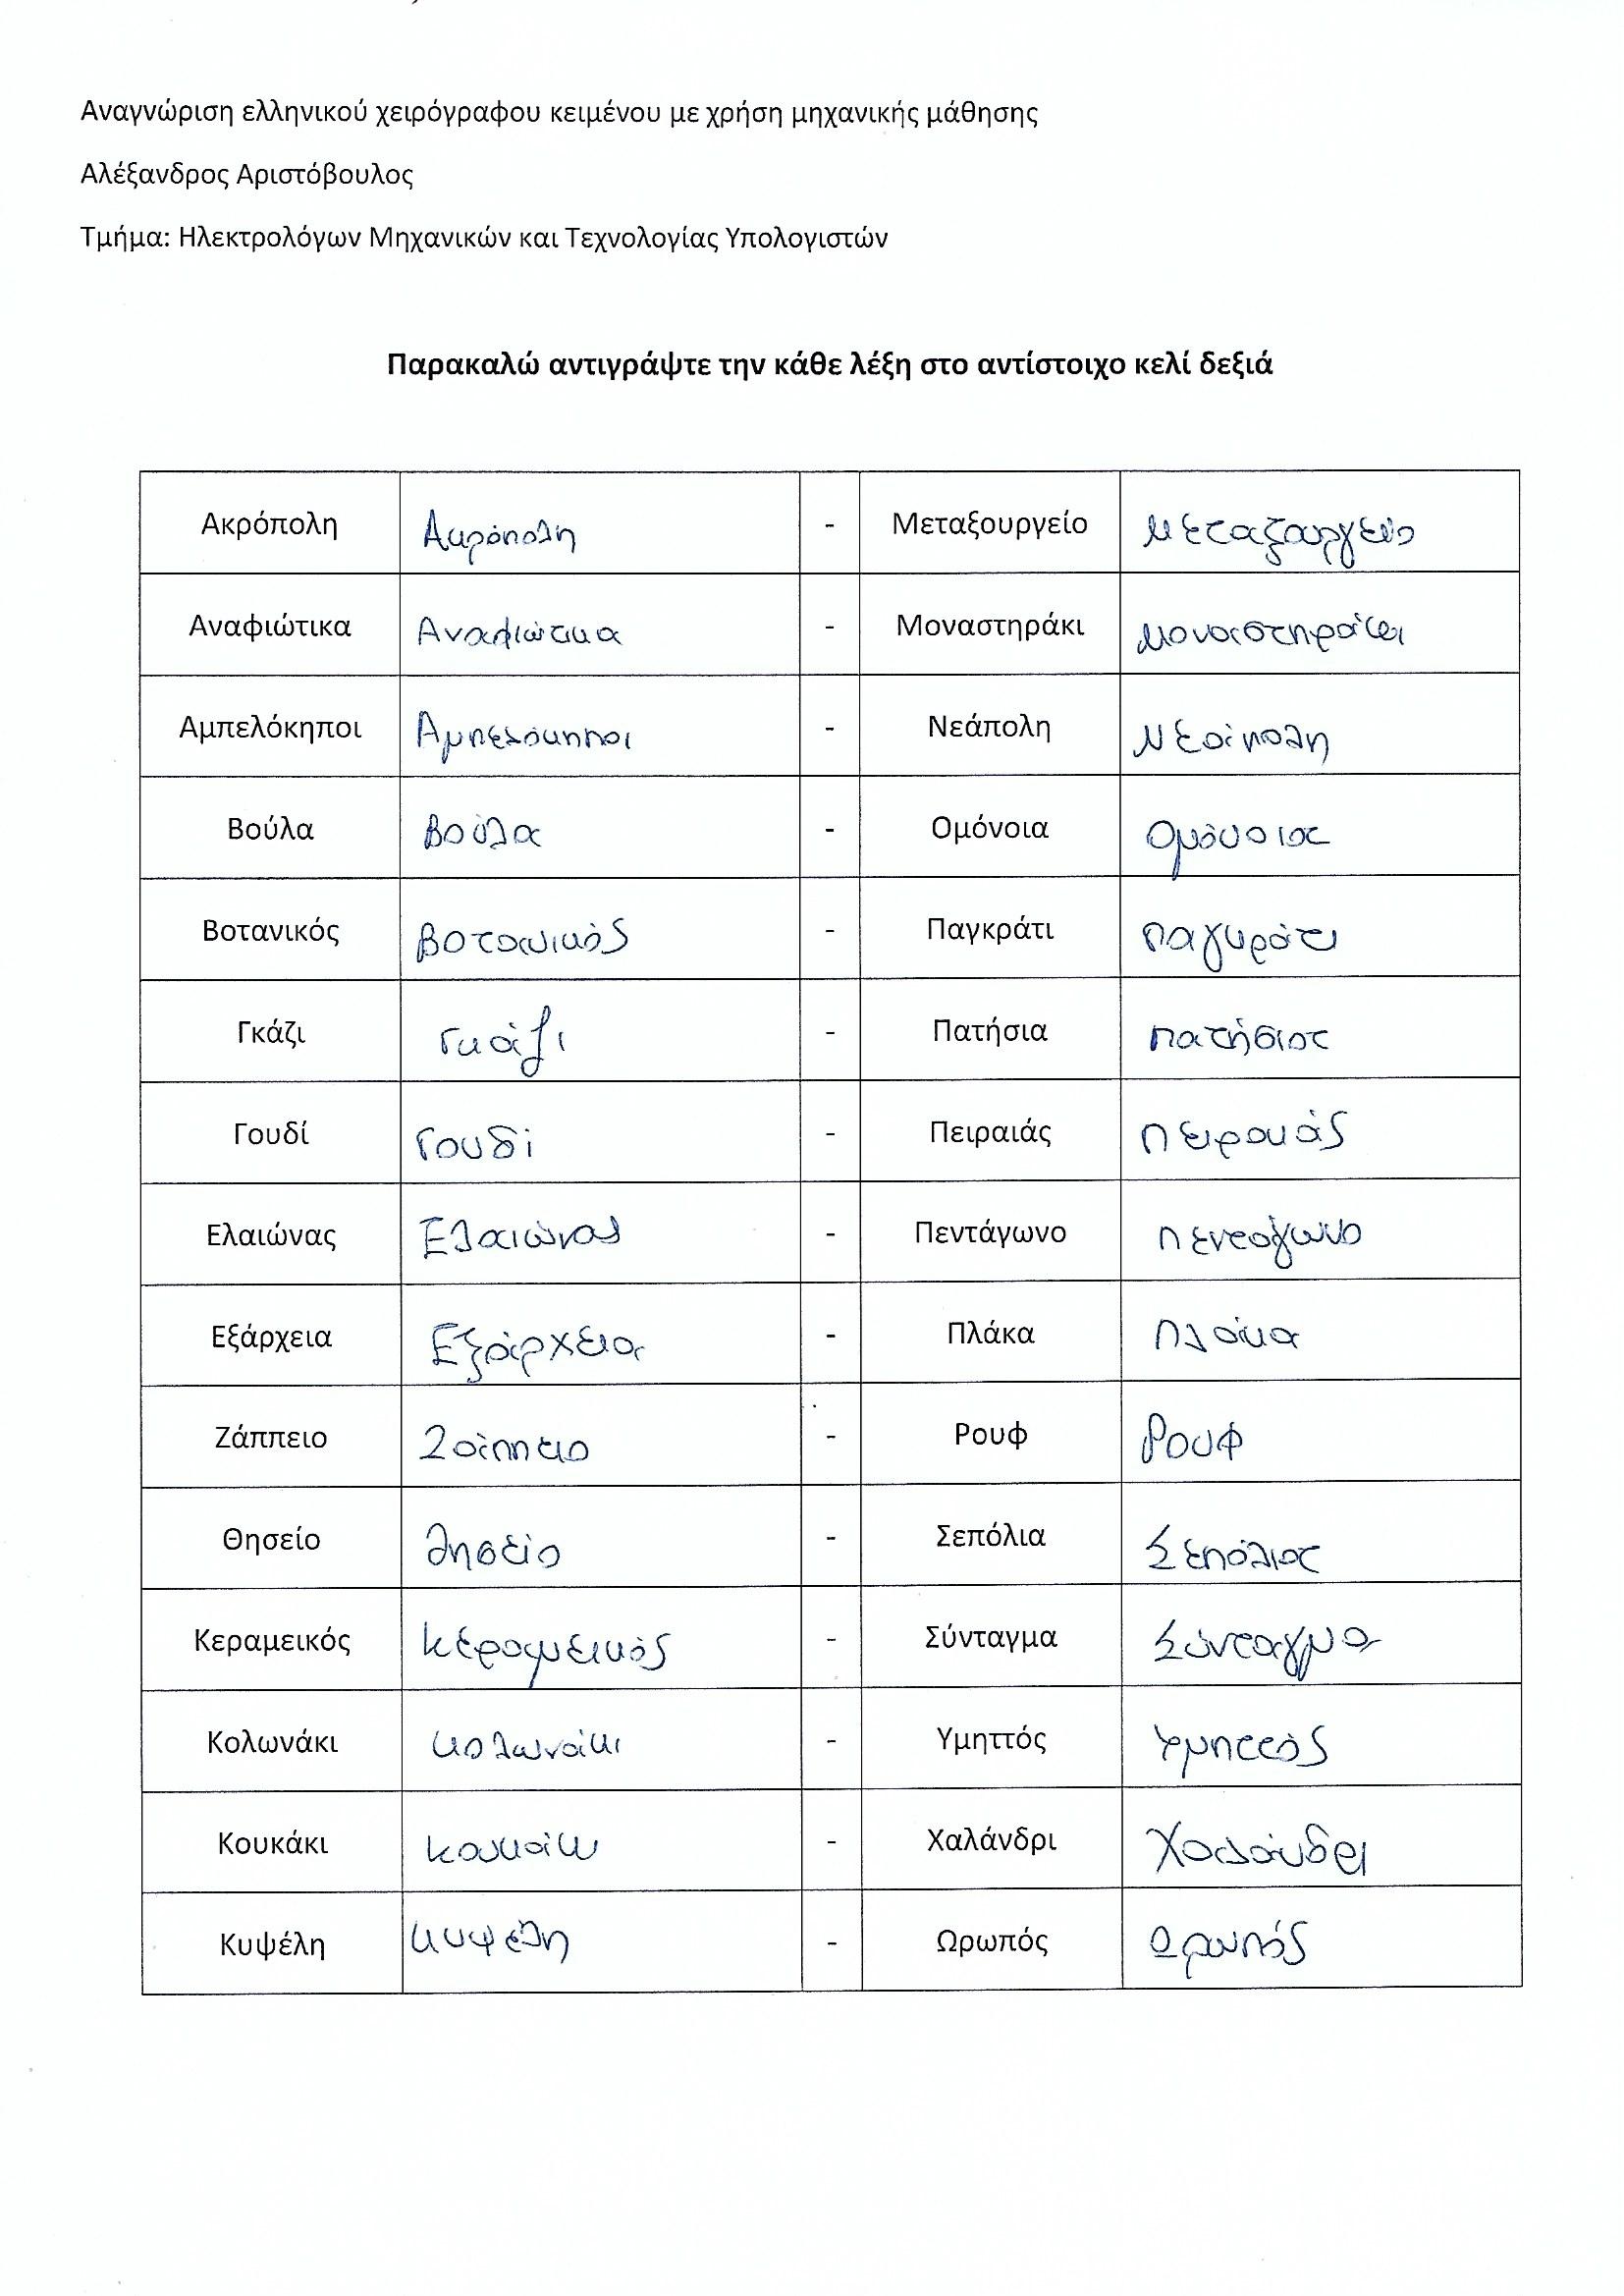 Αναγνώριση ελληνικού χειρόγραφου κειμένου με χρήση μηχανικής μάθησης
Αλέξανδρος Αριστόβουλος
Τμήμα: Ηλεκτρολόγων Μηχανικών και Τεχνολογίας Υπολογιστών
Παρακαλώ αντιγράψτε την κάθε λέξη στο αντίστοιχο κελί δεξιά
Ακρόπολη Ακρόπολη - Μεταξουργείο Μεταξουργείο
Αναφιώτικα Αναφιώτικα - Μοναστηράκι Μοναστηράκι
Αμπελόκηποι Αμπελόκηποι - Νεάπολη Νεάπολη
Βούλα Βούλα - Ομόνοια Ομόνοια
Βοτανικός Βοτανικός - Παγκράτι Παγκράτι
Γκάζι Γκάζι - Πατήσια Πατήσια
Γουδί Γουδί - Πειραιάς Πειραιάς
Ελαιώνας Ελαιώνας - Πεντάγωνο Πεντάγωνο
Εξάρχεια Εξάρχεια - Πλάκα Πλάκα
Ζάππειο Ζάππειο - Ρουφ Ρουφ
Θησείο Θησείο - Σεπόλια Σεπόλια
Κεραμεικός Κεραμεικός - Σύνταγμα Σύνταγμα
Κολωνάκι Κολωνάκι - Υμηττός Υμηττός
Κουκάκι Κουκάκι - Χαλάνδρι Χαλάνδρι
Κυψέλη Κυψέλη - Ωρωπός Ωρωπός